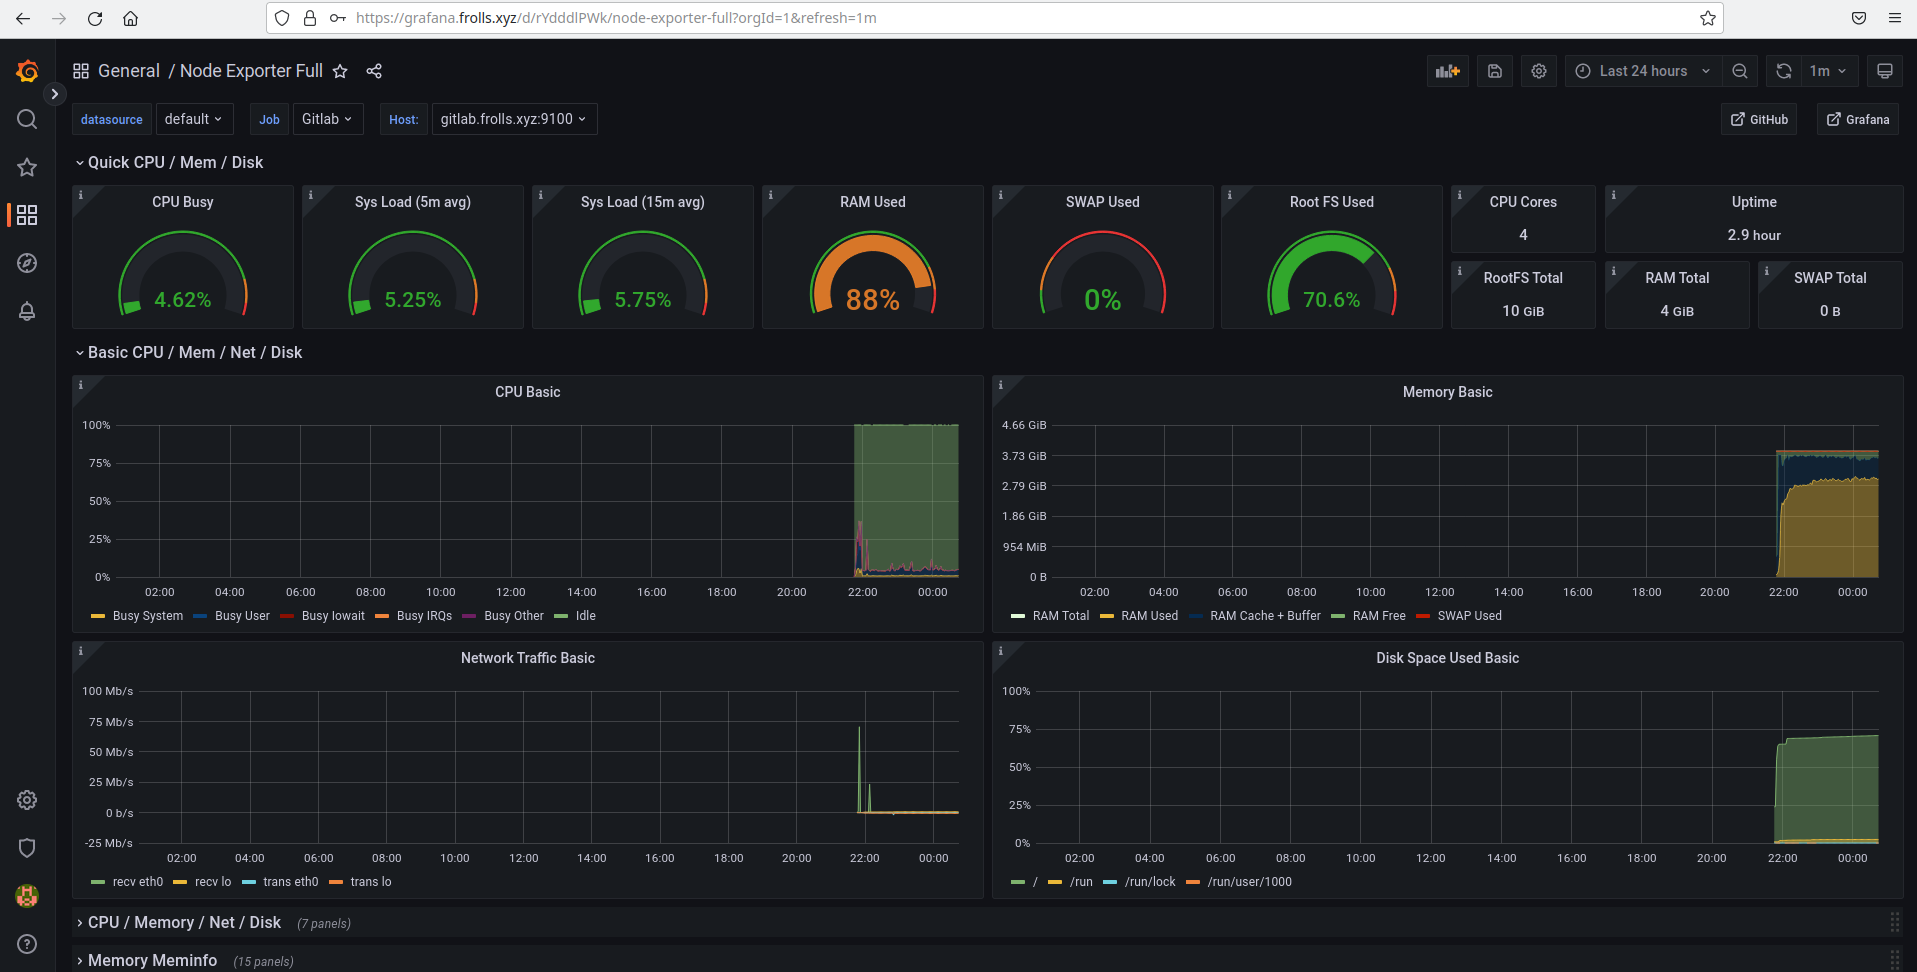 https://grafana.frolls.xyz/d/rYdddlPWk/node-exporter-full?orgId=1&refresh=1m
General / Node Exporter Full
Last 24 hours
1m
datasource default Job Gitlab Host: gitlab.frolls.xyz:9100
GitHub Grafana
Quick CPU / Mem / Disk
CPU Busy
4.62%
Sys Load (5m avg)
5.25%
Sys Load (15m avg)
5.75%
RAM Used
88%
SWAP Used
0%
Root FS Used
70.6%
CPU Cores
4
Uptime
2.9 hour
RootFS Total
10 GiB
RAM Total
4 GiB
SWAP Total
0 B
Basic CPU / Mem / Net / Disk
CPU Basic
100%
75%
50%
25%
0%
02:00 04:00 06:00 08:00 10:00 12:00 14:00 16:00 18:00 20:00 22:00 00:00
Busy System Busy User Busy Iowait Busy IRQs Busy Other Idle
Memory Basic
4.66 GiB
3.73 GiB
2.79 GiB
1.86 GiB
954 MiB
0 B
02:00 04:00 06:00 08:00 10:00 12:00 14:00 16:00 18:00 20:00 22:00 00:00
RAM Total RAM Used RAM Cache + Buffer RAM Free SWAP Used
Network Traffic Basic
100 Mb/s
75 Mb/s
50 Mb/s
25 Mb/s
0 b/s
-25 Mb/s
02:00 04:00 06:00 08:00 10:00 12:00 14:00 16:00 18:00 20:00 22:00 00:00
recv eth0 recv lo trans eth0 trans lo
Disk Space Used Basic
100%
75%
50%
25%
0%
02:00 04:00 06:00 08:00 10:00 12:00 14:00 16:00 18:00 20:00 22:00 00:00
/ /run /run/lock /run/user/1000
CPU / Memory / Net / Disk (7 panels)
Memory Meminfo (15 panels)